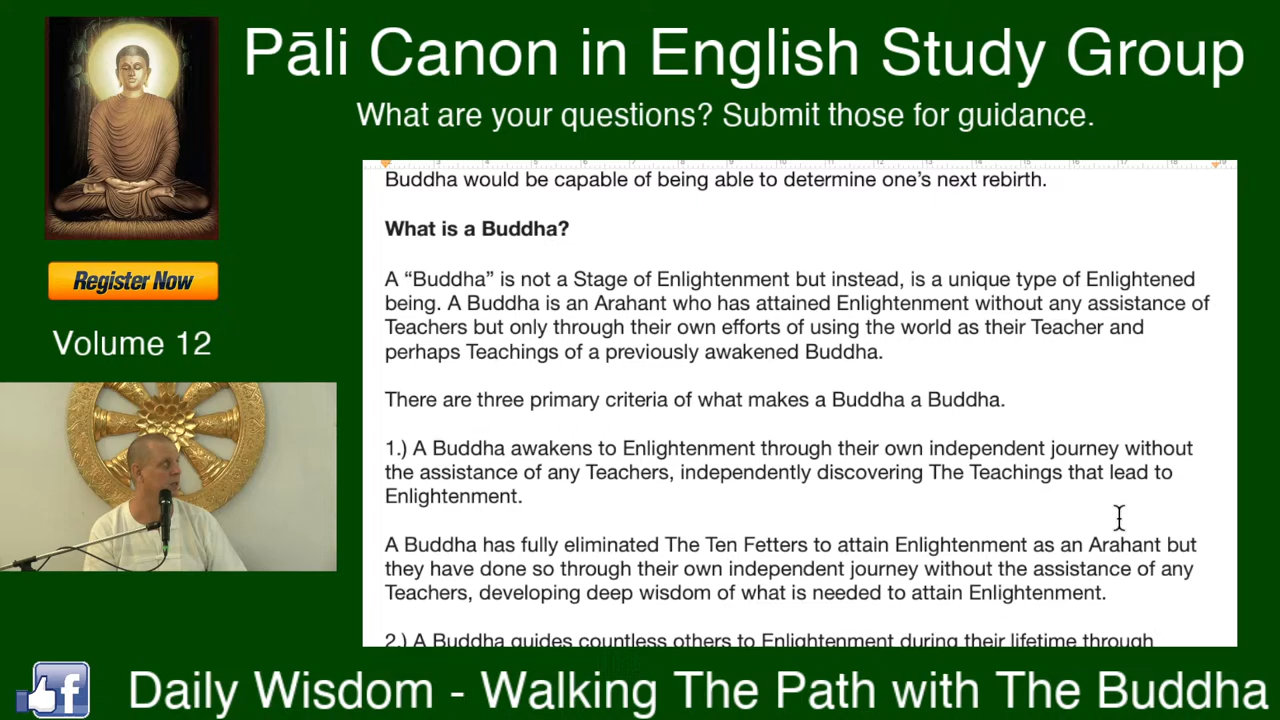 Pāli Canon in English Study Group
What are your questions? Submit those for guidance.
Register Now
Volume 12
Buddha would be capable of being able to determine one’s next rebirth.
What is a Buddha?
A “Buddha” is not a Stage of Enlightenment but instead, is a unique type of Enlightened
being. A Buddha is an Arahant who has attained Enlightenment without any assistance of
Teachers but only through their own efforts of using the world as their Teacher and
perhaps Teachings of a previously awakened Buddha.
There are three primary criteria of what makes a Buddha a Buddha.
1.) A Buddha awakens to Enlightenment through their own independent journey without
the assistance of any Teachers, independently discovering The Teachings that lead to
Enlightenment.
A Buddha has fully eliminated The Ten Fetters to attain Enlightenment as an Arahant but
they have done so through their own independent journey without the assistance of any
Teachers, developing deep wisdom of what is needed to attain Enlightenment.
2.) A Buddha guides countless others to Enlightenment during their lifetime through
f
Daily Wisdom - Walking The Path with The Buddha